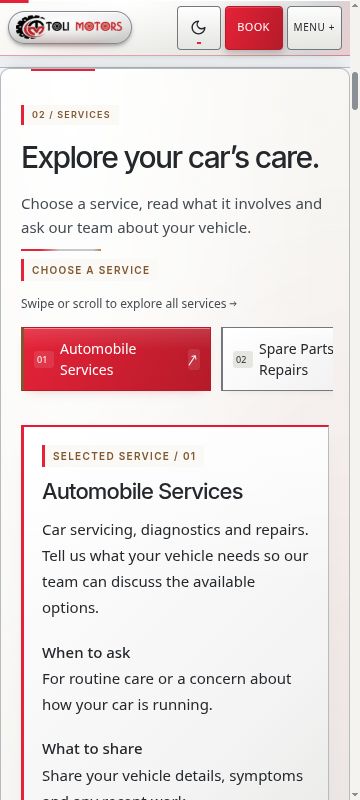 TOLI MOTORS
BOOK
MENU +
02 / SERVICES
Explore your car’s care.
Choose a service, read what it involves and
ask our team about your vehicle.
CHOOSE A SERVICE
Swipe or scroll to explore all services →
01
Automobile
Services
↗
02
Spare Parts
Repairs
SELECTED SERVICE / 01
Automobile Services
Car servicing, diagnostics and repairs.
Tell us what your vehicle needs so our
team can discuss the available
options.
When to ask
For routine care or a concern about
how your car is running.
What to share
Share your vehicle details, symptoms
and any recent work